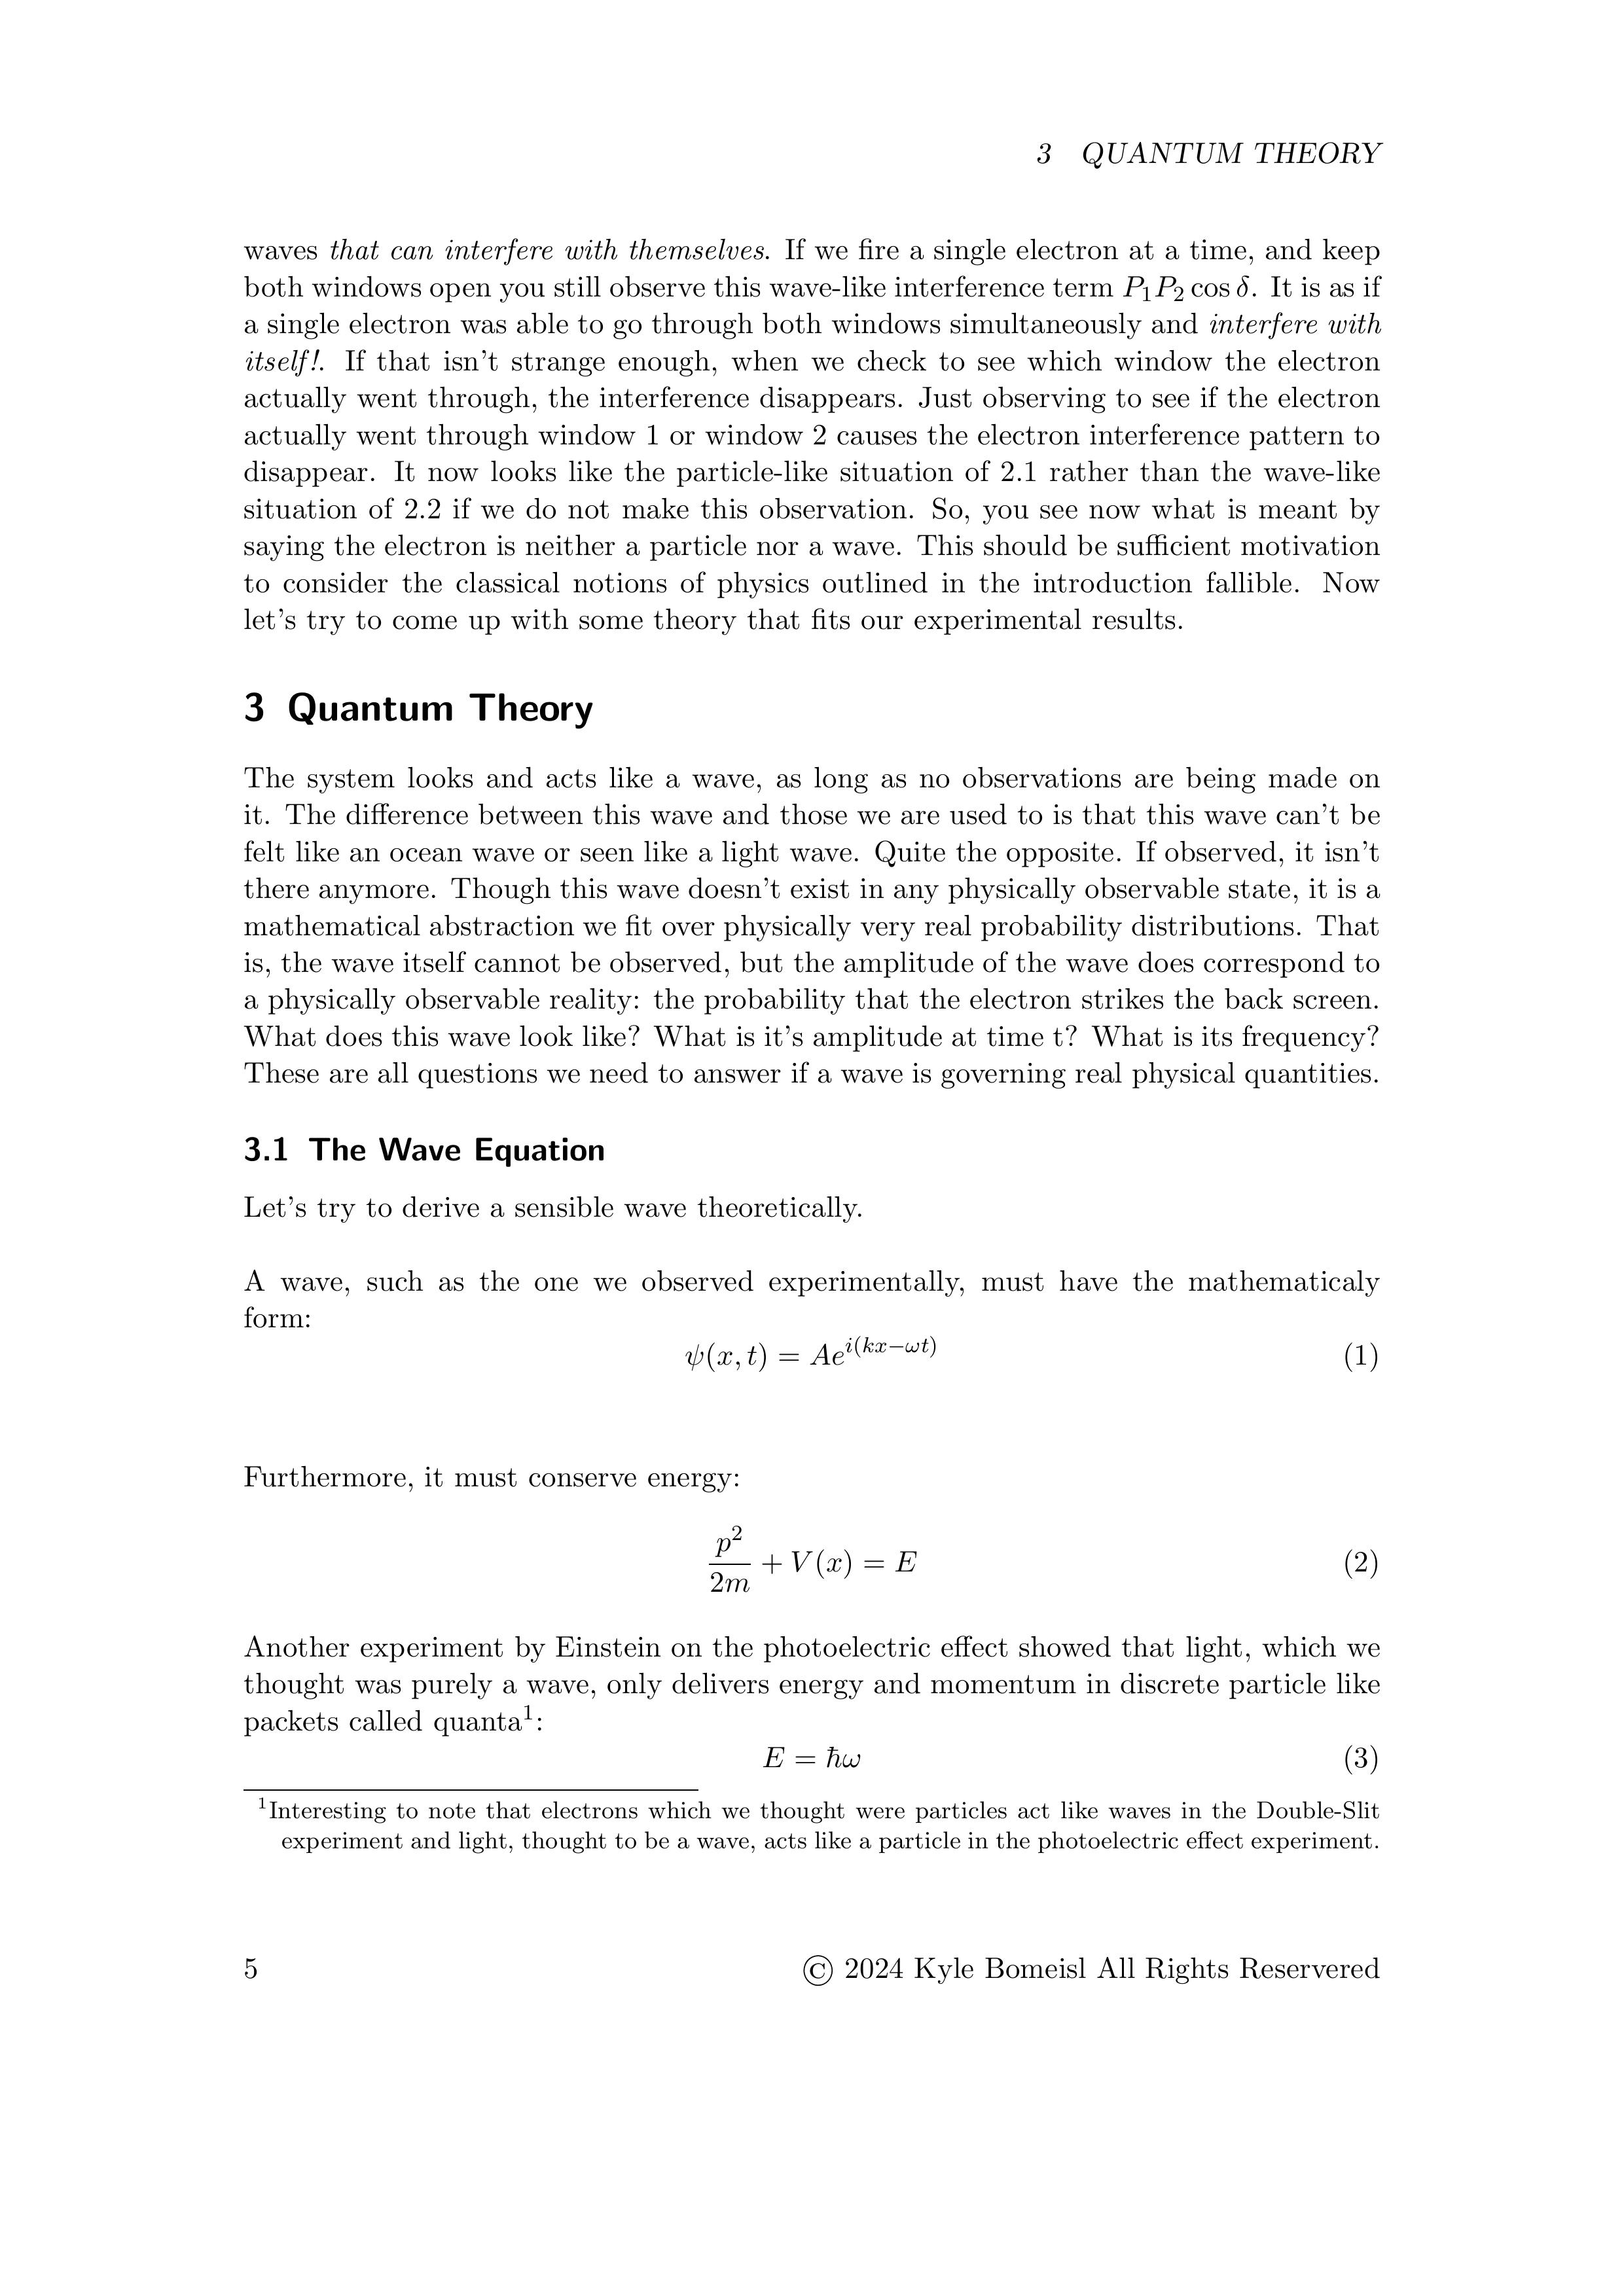 3 QUANTUM THEORY
waves that can interfere with themselves. If we fire a single electron at a time, and keep
both windows open you still observe this wave-like interference term P₁P₂ cos δ. It is as if
a single electron was able to go through both windows simultaneously and interfere with
itself!. If that isn't strange enough, when we check to see which window the electron
actually went through, the interference disappears. Just observing to see if the electron
actually went through window 1 or window 2 causes the electron interference pattern to
disappear. It now looks like the particle-like situation of 2.1 rather than the wave-like
situation of 2.2 if we do not make this observation. So, you see now what is meant by
saying the electron is neither a particle nor a wave. This should be sufficient motivation
to consider the classical notions of physics outlined in the introduction fallible. Now
let's try to come up with some theory that fits our experimental results.
3 Quantum Theory
The system looks and acts like a wave, as long as no observations are being made on
it. The difference between this wave and those we are used to is that this wave can't be
felt like an ocean wave or seen like a light wave. Quite the opposite. If observed, it isn't
there anymore. Though this wave doesn't exist in any physically observable state, it is a
mathematical abstraction we fit over physically very real probability distributions. That
is, the wave itself cannot be observed, but the amplitude of the wave does correspond to
a physically observable reality: the probability that the electron strikes the back screen.
What does this wave look like? What is it's amplitude at time t? What is its frequency?
These are all questions we need to answer if a wave is governing real physical quantities.
3.1 The Wave Equation
Let's try to derive a sensible wave theoretically.
A wave, such as the one we observed experimentally, must have the mathematicaly
form:
ψ(x, t) = Ae^{i(kx−ωt)} (1)
Furthermore, it must conserve energy:
p²/2m + V(x) = E (2)
Another experiment by Einstein on the photoelectric effect showed that light, which we
thought was purely a wave, only delivers energy and momentum in discrete particle like
packets called quanta¹:
E = ℏω (3)
¹Interesting to note that electrons which we thought were particles act like waves in the Double-Slit
experiment and light, thought to be a wave, acts like a particle in the photoelectric effect experiment.
5 © 2024 Kyle Bomeisl All Rights Reservered